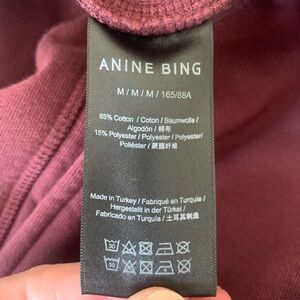 ANINE BING
M / M / M / 165/88A
85% Cotton / Coton / Baumwolle /
Algodón / 棉布
15% Polyester / Polyester / Polyester/
Poliéster / 聚酯纤维
Made in Turkey / Fabriqué en Turquie /
Hergestellt in der Türkei /
Fabricado en Turquía / 土耳其制造
30 30